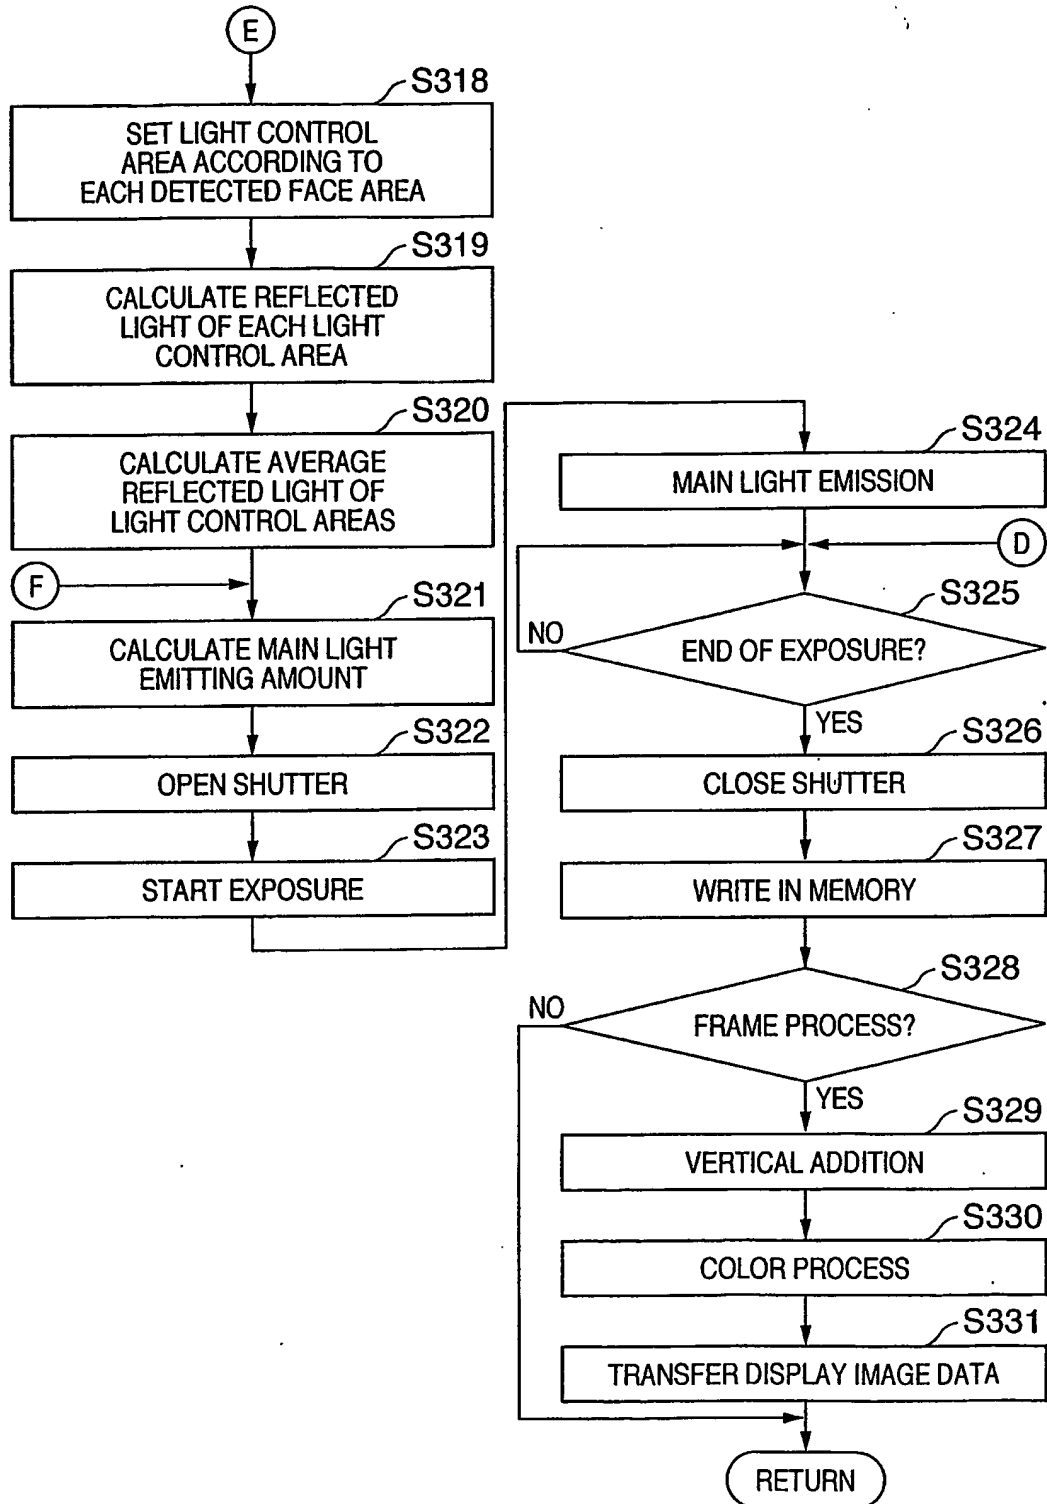 E
S318
SET LIGHT CONTROL
AREA ACCORDING TO
EACH DETECTED FACE AREA
S319
CALCULATE REFLECTED
LIGHT OF EACH LIGHT
CONTROL AREA
S320
CALCULATE AVERAGE
REFLECTED LIGHT OF
LIGHT CONTROL AREAS
F
S321
CALCULATE MAIN LIGHT
EMITTING AMOUNT
S322
OPEN SHUTTER
S323
START EXPOSURE
S324
MAIN LIGHT EMISSION
D
S325
NO
END OF EXPOSURE?
YES
S326
CLOSE SHUTTER
S327
WRITE IN MEMORY
S328
NO
FRAME PROCESS?
YES
S329
VERTICAL ADDITION
S330
COLOR PROCESS
S331
TRANSFER DISPLAY IMAGE DATA
RETURN